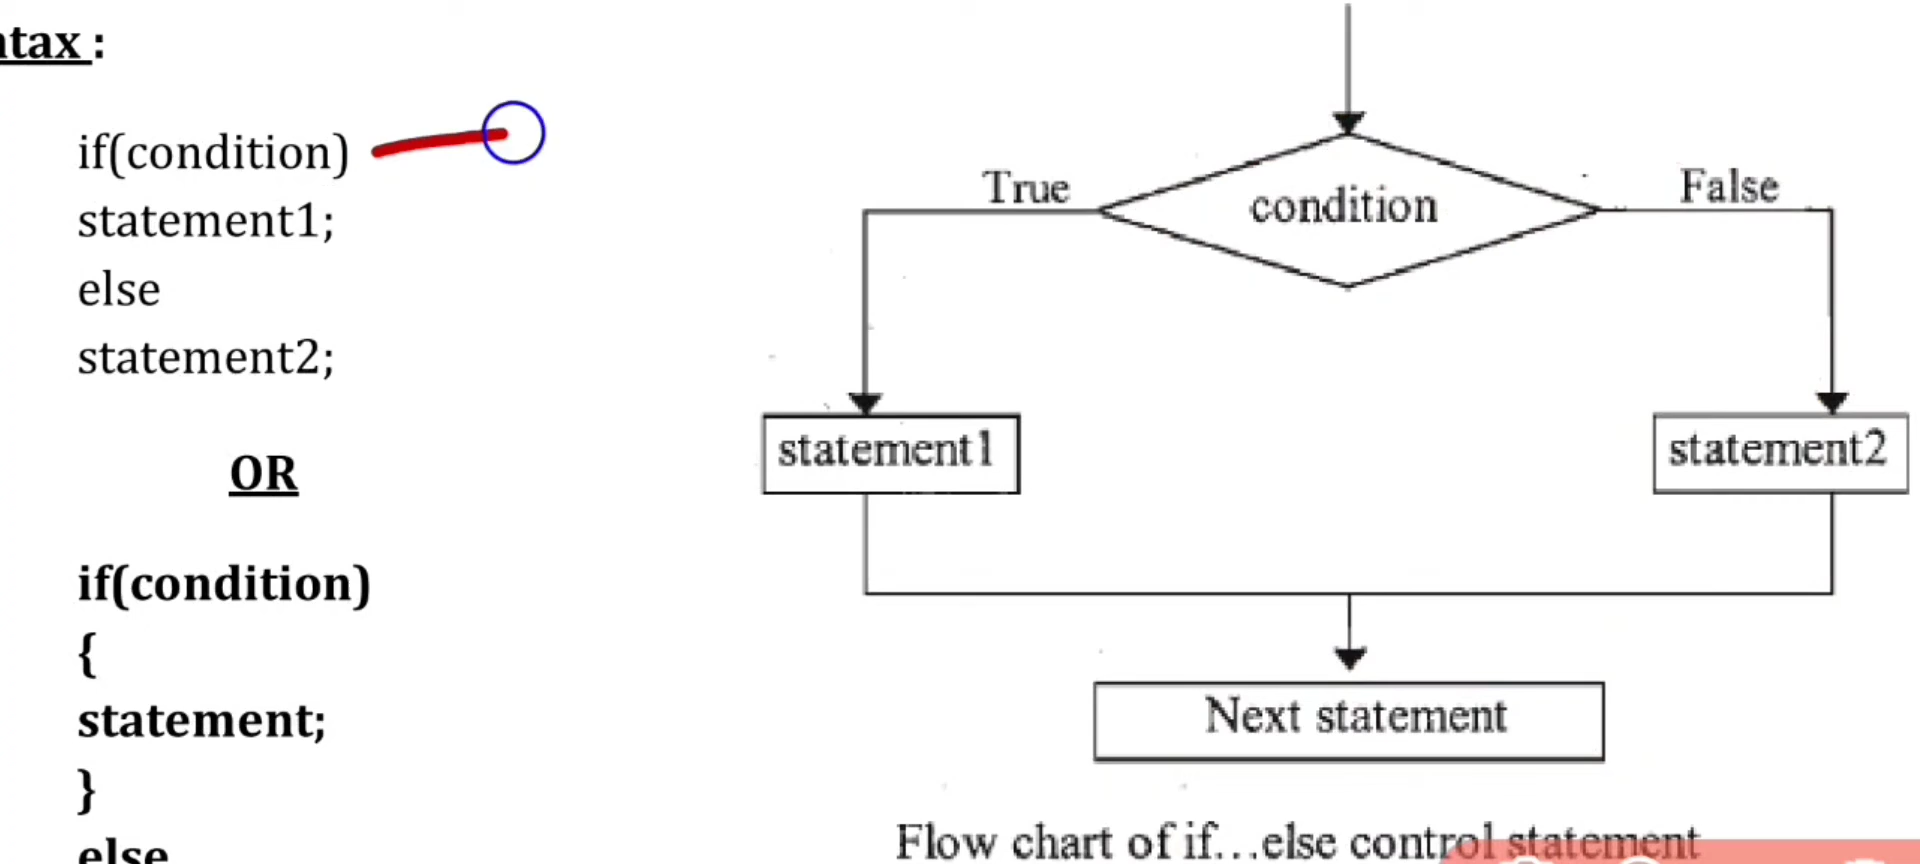 ntax :
if(condition)
statement1;
else
statement2;
OR
if(condition)
{
statement;
}
else
True
condition
False
statement1
statement2
Next statement
Flow chart of if...else control statement